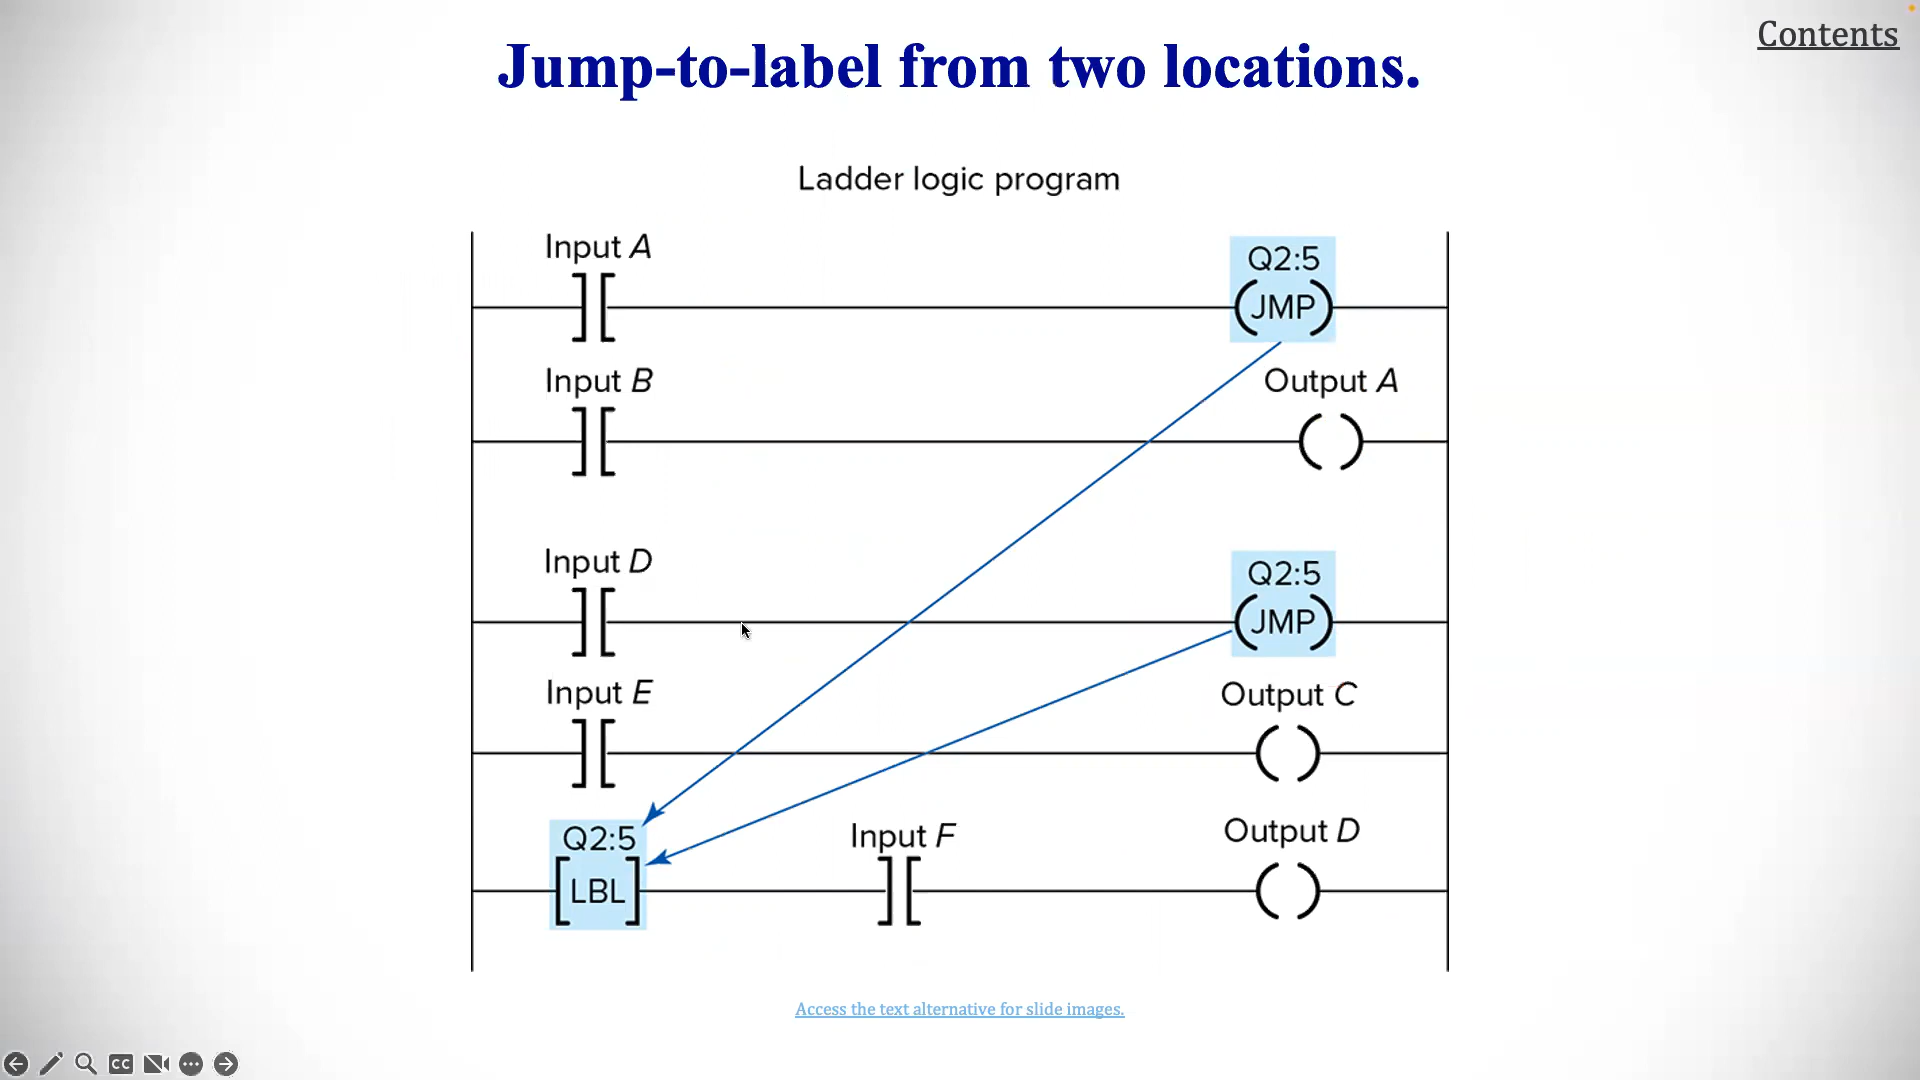 Contents
Jump-to-label from two locations.
Ladder logic program
Input A
Q2:5
JMP
Input B
Output A
Input D
Q2:5
JMP
Input E
Output C
Q2:5
LBL
Input F
Output D
Access the text alternative for slide images.
CC